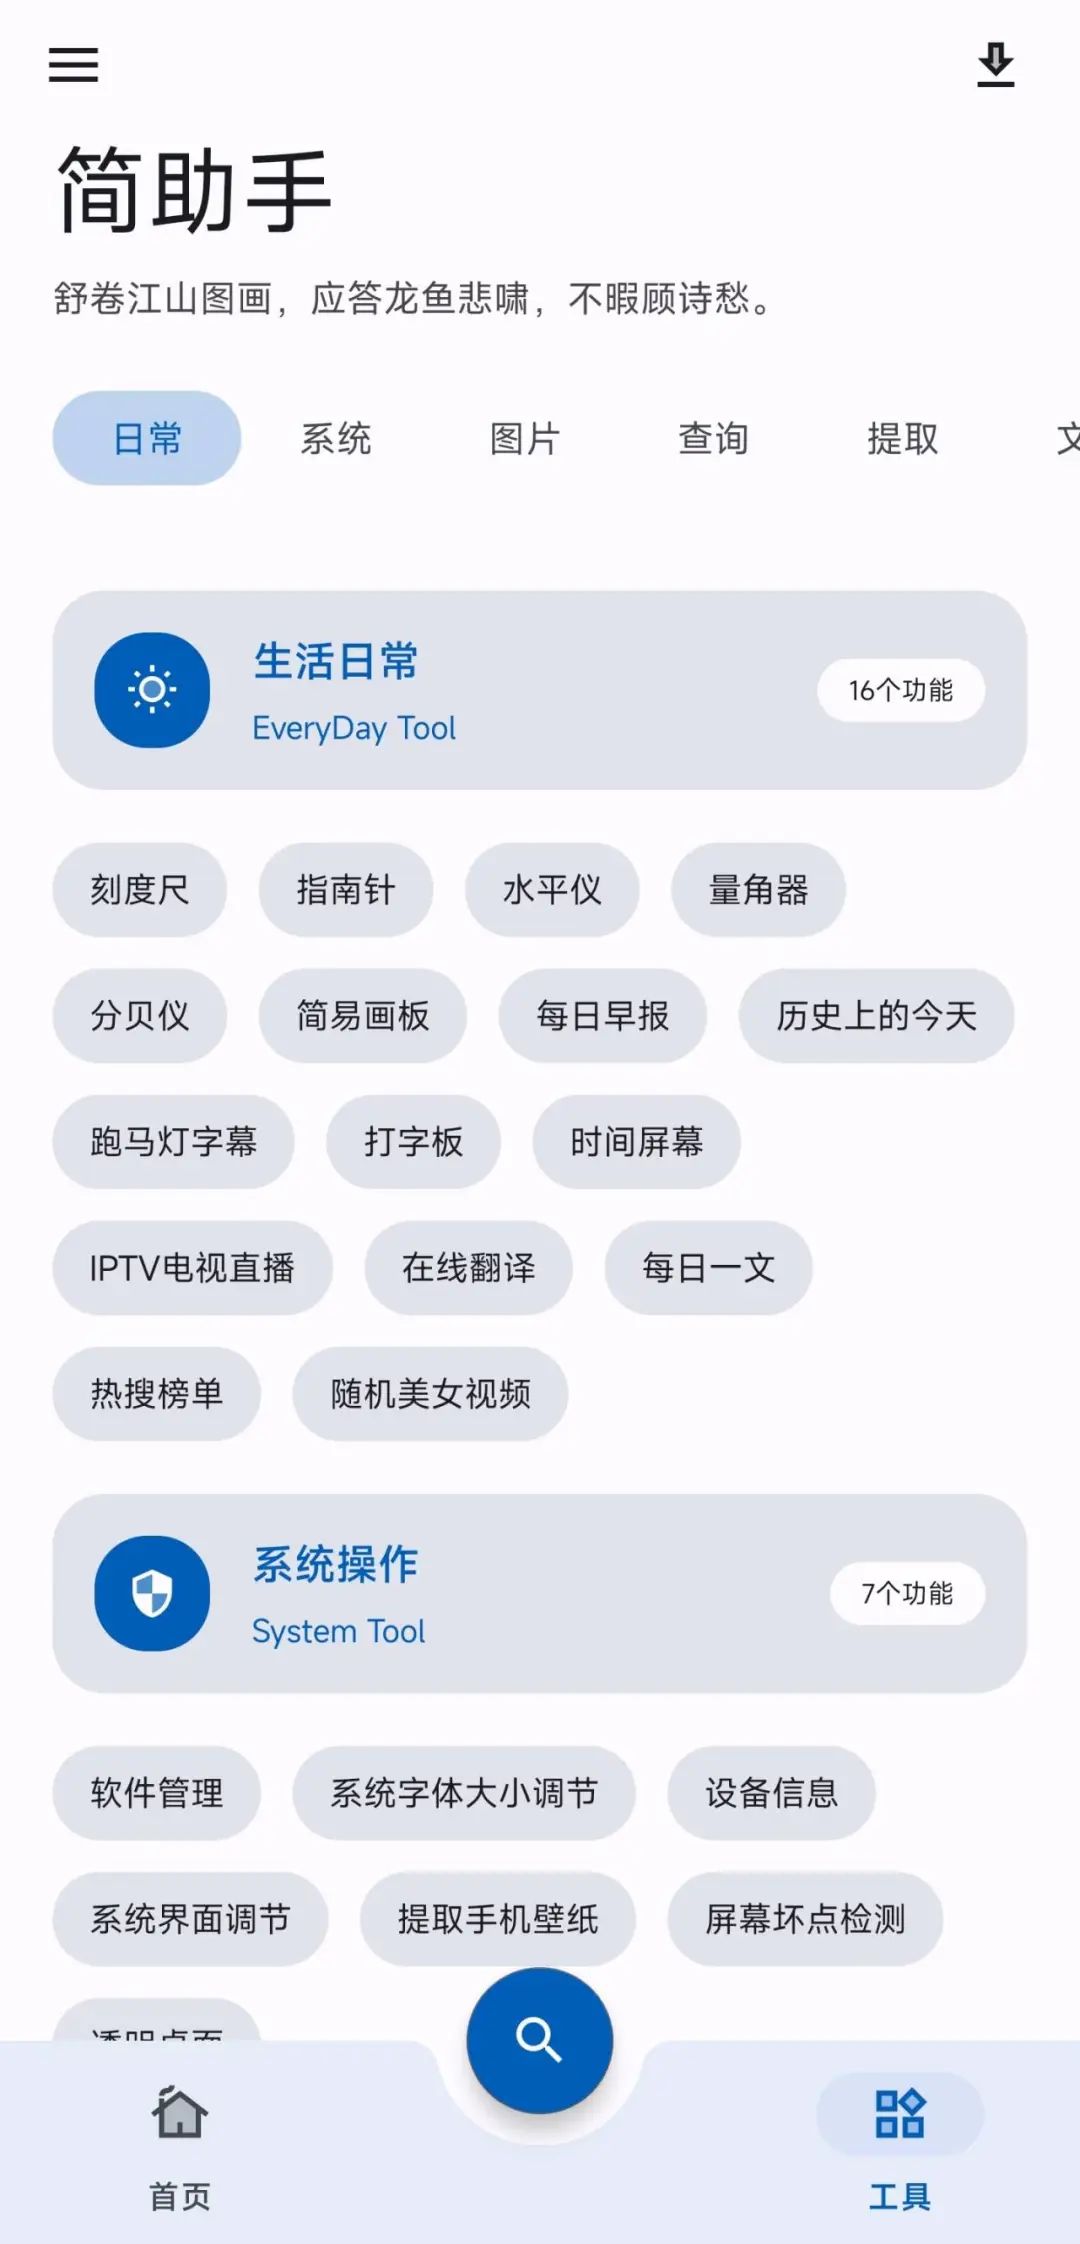 简助手
舒卷江山图画，应答龙鱼悲啸，不暇顾诗愁。
日常 系统 图片 查询 提取
生活日常
EveryDay Tool
16个功能
刻度尺 指南针 水平仪 量角器
分贝仪 简易画板 每日早报 历史上的今天
跑马灯字幕 打字板 时间屏幕
IPTV电视直播 在线翻译 每日一文
热搜榜单 随机美女视频
系统操作
System Tool
7个功能
软件管理 系统字体大小调节 设备信息
系统界面调节 提取手机壁纸 屏幕坏点检测
透明桌面
首页 工具